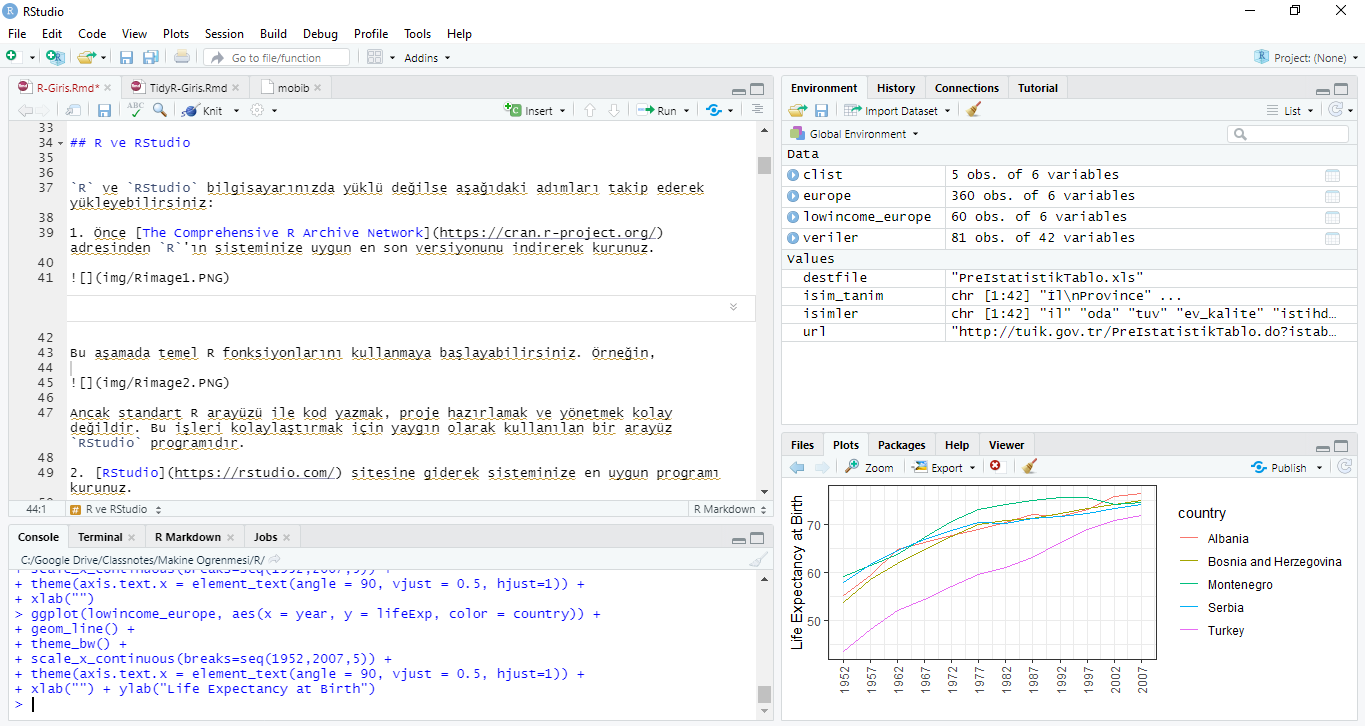 RStudio
File Edit Code View Plots Session Build Debug Profile Tools Help
Go to file/function Addins Project: (None)
R-Giris.Rmd* TidyR-Giris.Rmd mobib
ABC Knit Insert Run
33
34 ## R ve RStudio
35
36
37 `R` ve `RStudio` bilgisayarınızda yüklü değilse aşağıdaki adımları takip ederek
yükleyebilirsiniz:
38
39 1. Önce [The Comprehensive R Archive Network](https://cran.r-project.org/)
adresinden `R`'ın sisteminize uygun en son versiyonunu indirerek kurunuz.
40
41 ![](img/Rimage1.PNG)
42
43 Bu aşamada temel R fonksiyonlarını kullanmaya başlayabilirsiniz. Örneğin,
44
45 ![](img/Rimage2.PNG)
46
47 Ancak standart R arayüzü ile kod yazmak, proje hazırlamak ve yönetmek kolay
değildir. Bu işleri kolaylaştırmak için yaygın olarak kullanılan bir arayüz
`RStudio` programıdır.
48
49 2. [RStudio](https://rstudio.com/) sitesine giderek sisteminize en uygun programı
kurunuz.
44:1 R ve RStudio R Markdown
Console Terminal R Markdown Jobs
C:/Google Drive/Classnotes/Makine Ogrenmesi/R/
+ scale_x_continuous(breaks=seq(1952,2007,5)) +
+ theme(axis.text.x = element_text(angle = 90, vjust = 0.5, hjust=1)) +
+ xlab("")
> ggplot(lowincome_europe, aes(x = year, y = lifeExp, color = country)) +
+ geom_line() +
+ theme_bw() +
+ scale_x_continuous(breaks=seq(1952,2007,5)) +
+ theme(axis.text.x = element_text(angle = 90, vjust = 0.5, hjust=1)) +
+ xlab("") + ylab("Life Expectancy at Birth")
>
Environment History Connections Tutorial
Import Dataset List
Global Environment
Data
clist 5 obs. of 6 variables
europe 360 obs. of 6 variables
lowincome_europe 60 obs. of 6 variables
veriler 81 obs. of 42 variables
Values
destfile "PreIstatistikTablo.xls"
isim_tanim chr [1:42] "İl\nProvince" ...
isimler chr [1:42] "il" "oda" "tuv" "ev_kalite" "istihd…
url "http://tuik.gov.tr/PreIstatistikTablo.do?istab…
Files Plots Packages Help Viewer
Zoom Export Publish
Life Expectancy at Birth
70
60
50
1952 1957 1962 1967 1972 1977 1982 1987 1992 1997 2002 2007
country
Albania
Bosnia and Herzegovina
Montenegro
Serbia
Turkey